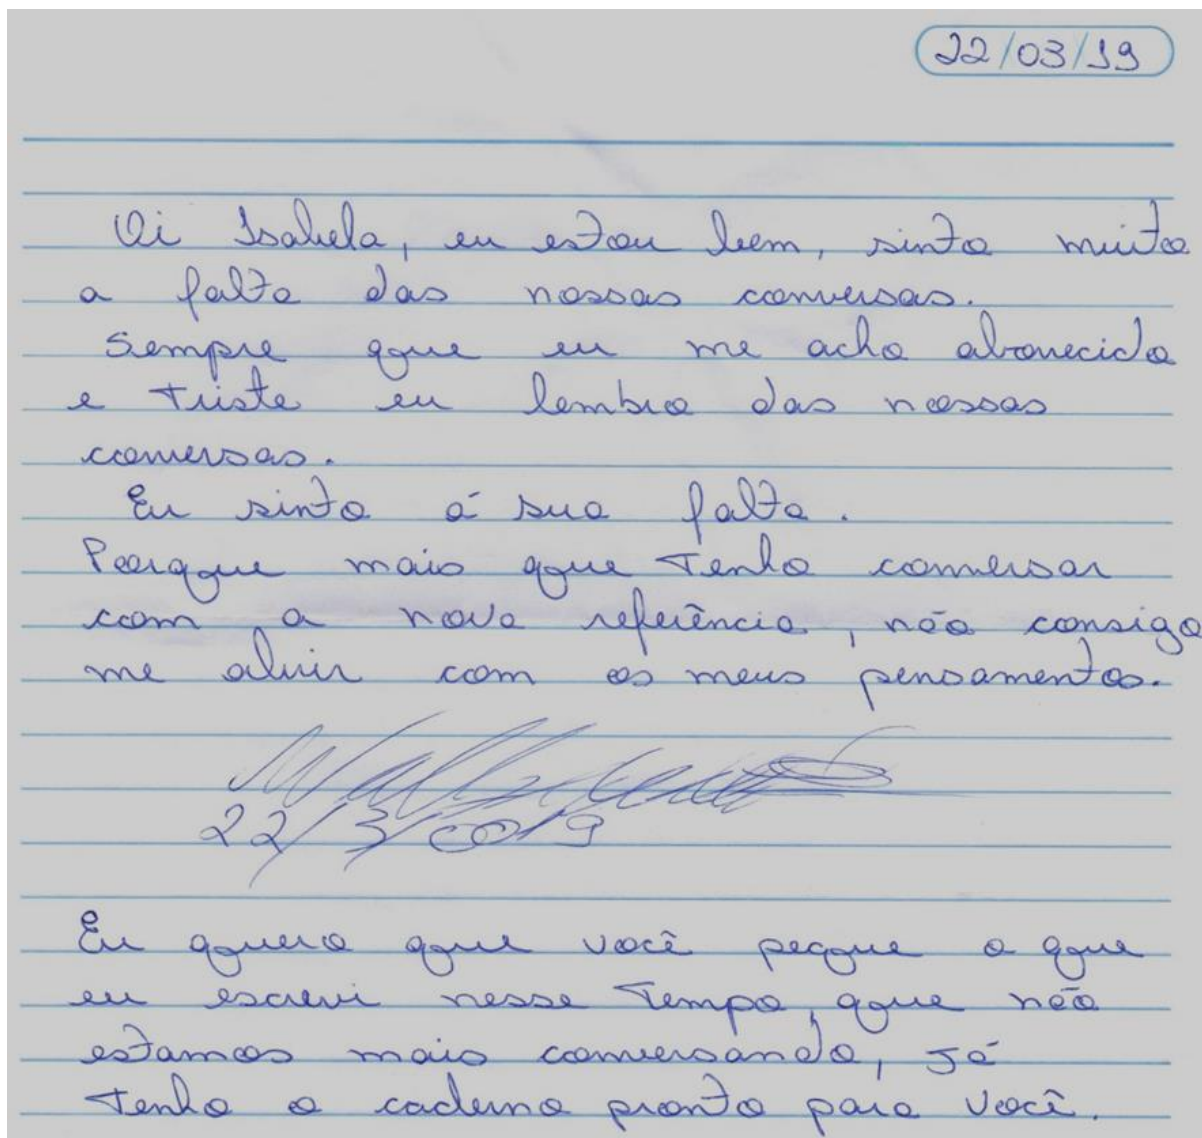 22/03/19
Oi Isabela, eu estou bem, sinto muito
a falta das nossas conversas.
Sempre que eu me acho aborrecido
e Triste eu lembro das nossas
conversas.
Eu sinto á sua falta.
Porque mais que Tenho conversar
com a nova referência, não consigo
me abrir com os meus pensamentos.
22/3/0019
Eu quero que você pegue o que
eu escrevi nesse Tempo, que não
estamos mais conversando, Já
Tenho o caderno pronto para você.